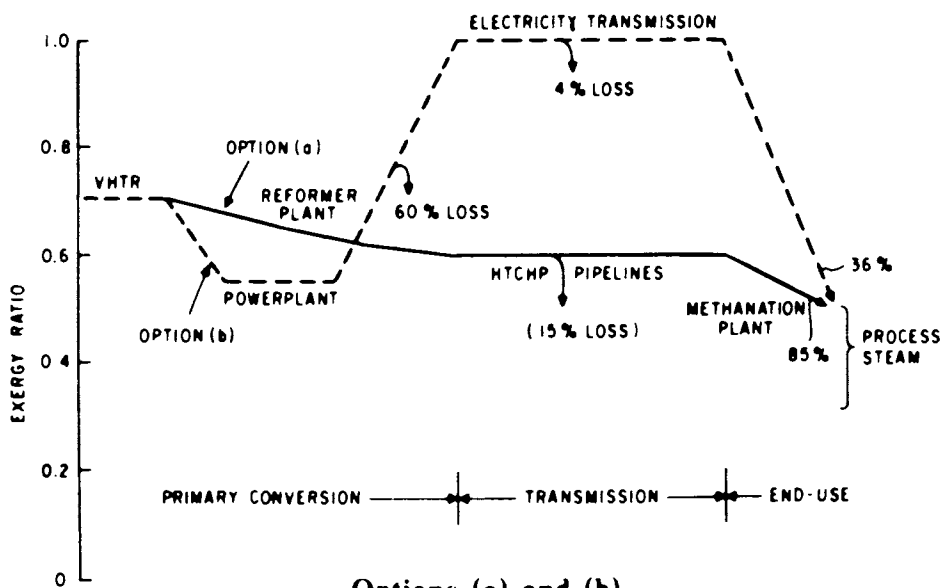 ELECTRICITY TRANSMISSION
1.0
4% LOSS
0.8
OPTION (a)
VHTR
REFORMER
PLANT
60% LOSS
0.6
HTCHP PIPELINES
36%
POWERPLANT
OPTION (b)
(15% LOSS)
METHANATION
PLANT
85%
PROCESS
STEAM
0.4
EXERGY RATIO
0.2
PRIMARY CONVERSION
TRANSMISSION
END-USE
0
Options (a) and (b)